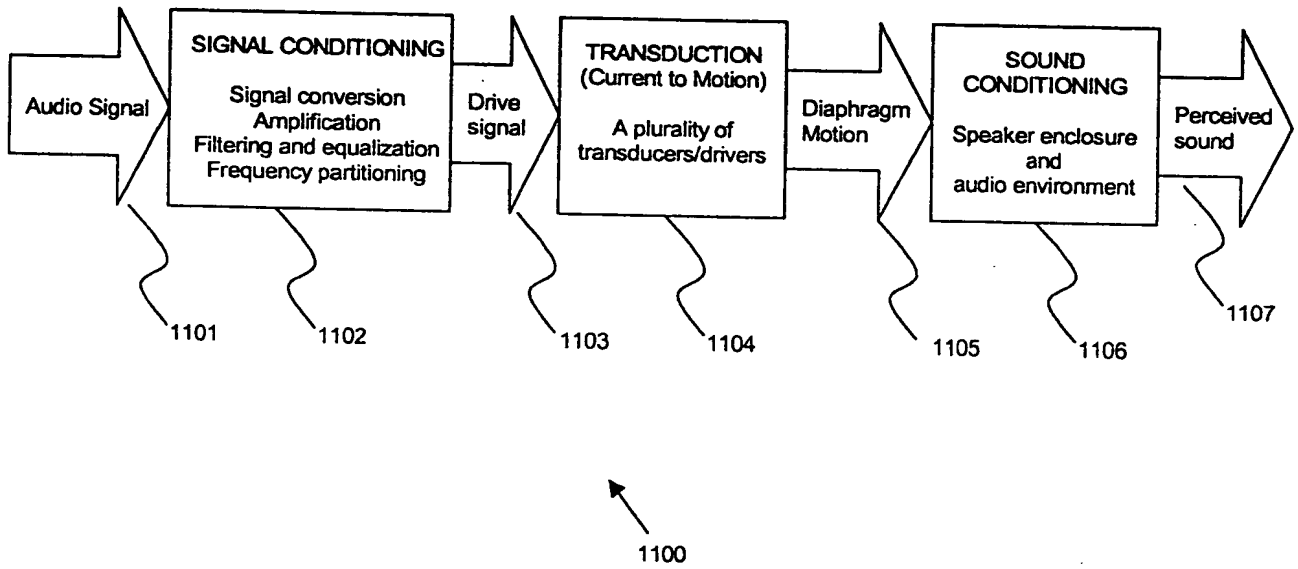 Audio Signal
SIGNAL CONDITIONING
Signal conversion
Amplification
Filtering and equalization
Frequency partitioning
Drive
signal
TRANSDUCTION
(Current to Motion)
A plurality of
transducers/drivers
Diaphragm
Motion
SOUND
CONDITIONING
Speaker enclosure
and
audio environment
Perceived
sound
1101
1102
1103
1104
1105
1106
1107
1100